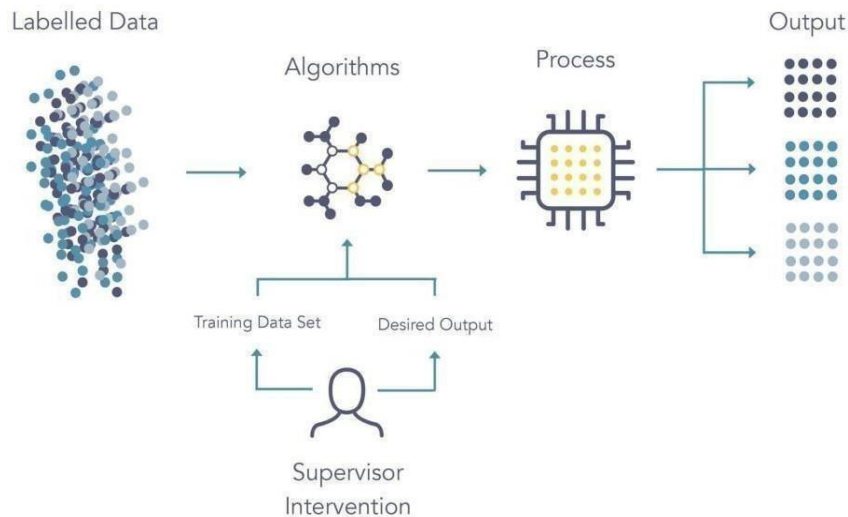 Labelled Data
Output
Algorithms
Process
Training Data Set
Desired Output
Supervisor
Intervention